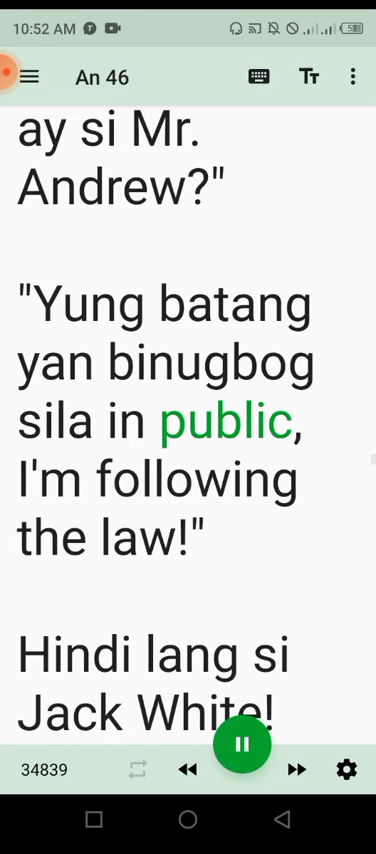 10:52 AM
An 46
ay si Mr.
Andrew?"
"Yung batang
yan binugbog
sila in public,
I'm following
the law!"
Hindi lang si
Jack White!
34839